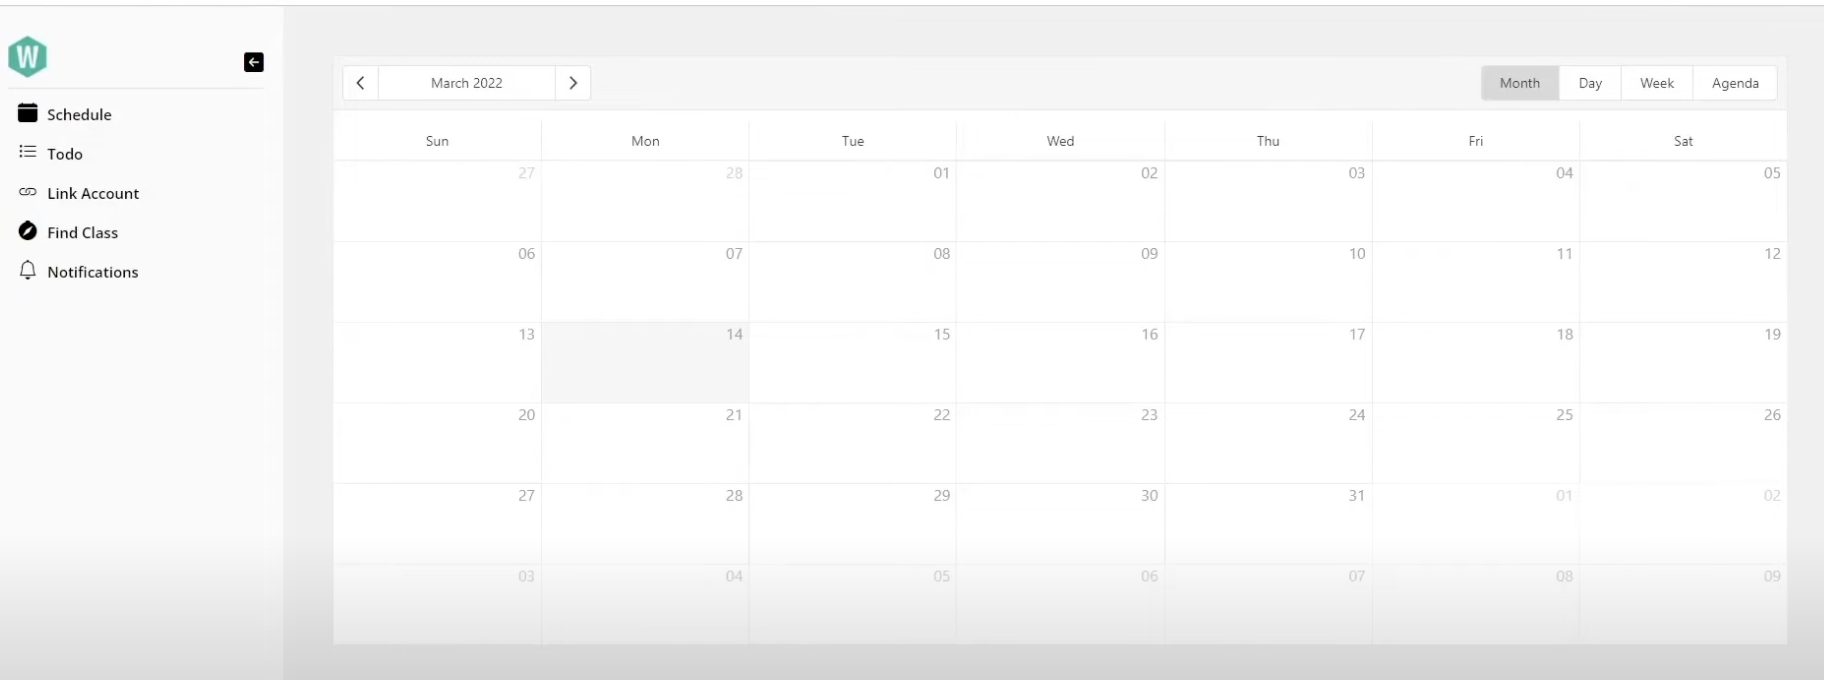 W
Schedule
Todo
Link Account
Find Class
Notifications
March 2022
Month Day Week Agenda
Sun Mon Tue Wed Thu Fri Sat
27 28 01 02 03 04 05
06 07 08 09 10 11 12
13 14 15 16 17 18 19
20 21 22 23 24 25 26
27 28 29 30 31 01 02
03 04 05 06 07 08 09